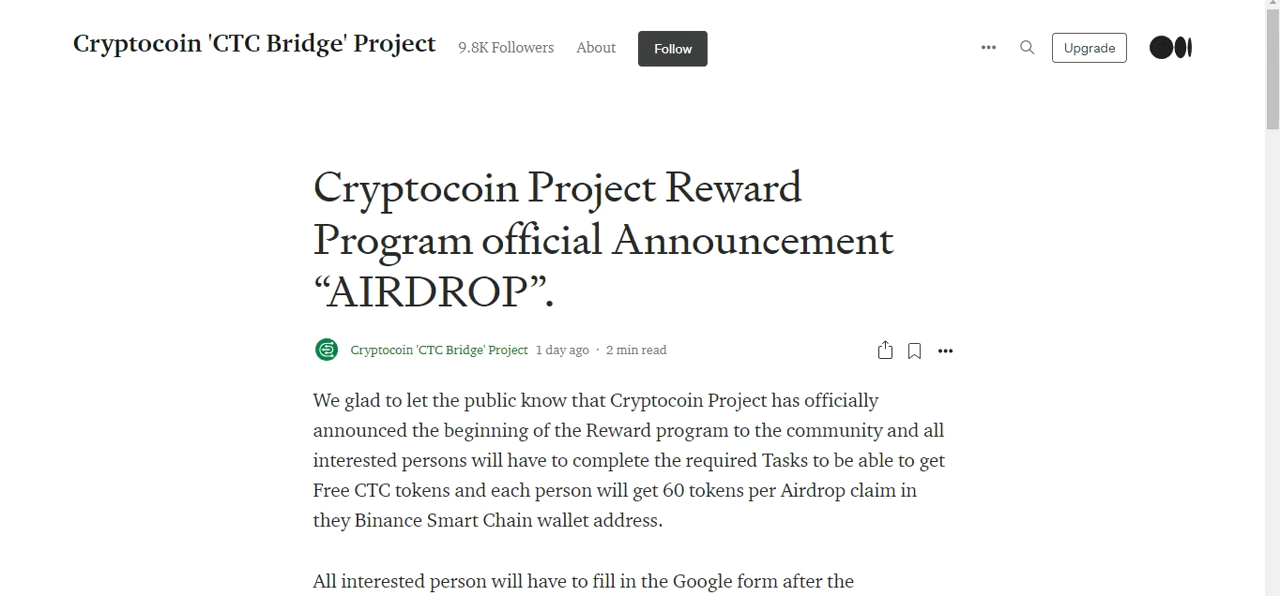 Cryptocoin 'CTC Bridge' Project 9.8K Followers About Follow Upgrade
Cryptocoin Project Reward
Program official Announcement
“AIRDROP”.
Cryptocoin 'CTC Bridge' Project 1 day ago · 2 min read
We glad to let the public know that Cryptocoin Project has officially
announced the beginning of the Reward program to the community and all
interested persons will have to complete the required Tasks to be able to get
Free CTC tokens and each person will get 60 tokens per Airdrop claim in
they Binance Smart Chain wallet address.
All interested person will have to fill in the Google form after the